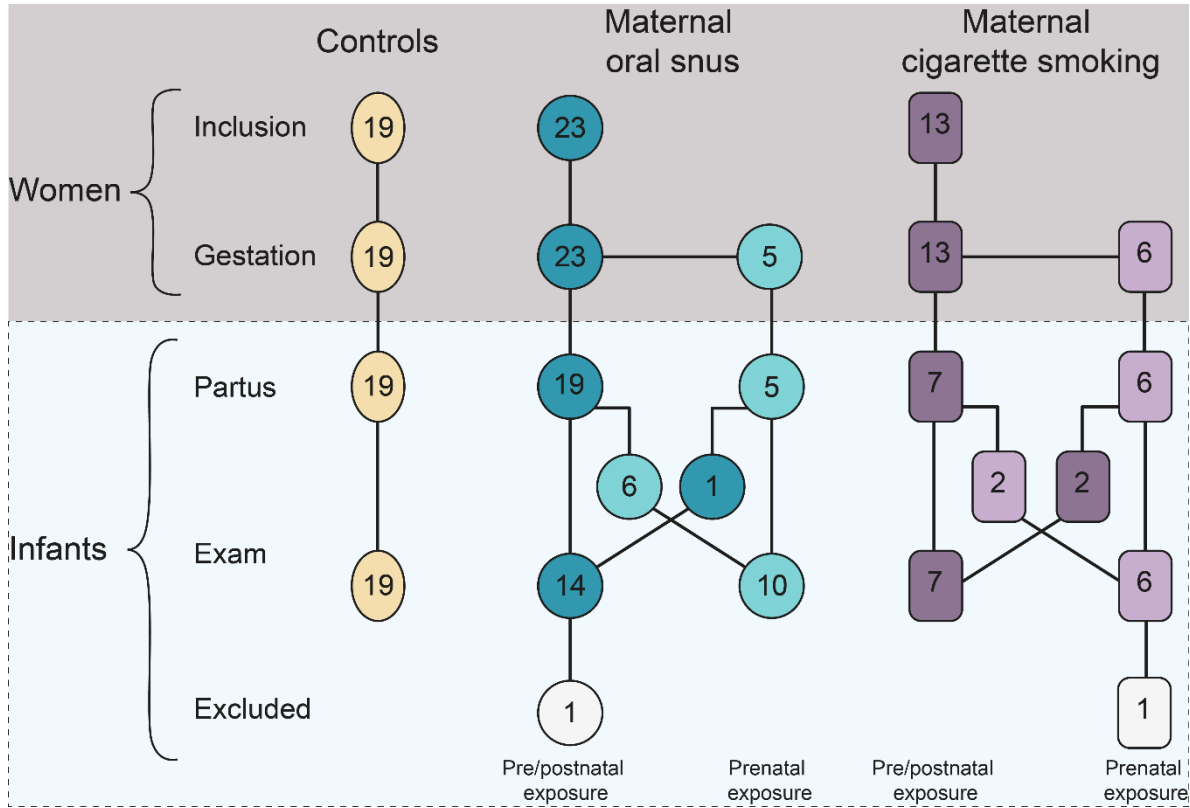 Controls
Maternal
oral snus
Maternal
cigarette smoking
Women
Inclusion
19
23
13
Gestation
19
23
5
13
6
Infants
Partus
19
19
5
7
6
6
1
2
2
Exam
19
14
10
7
6
Excluded
1
1
Pre/postnatal
exposure
Prenatal
exposure
Pre/postnatal
exposure
Prenatal
exposure